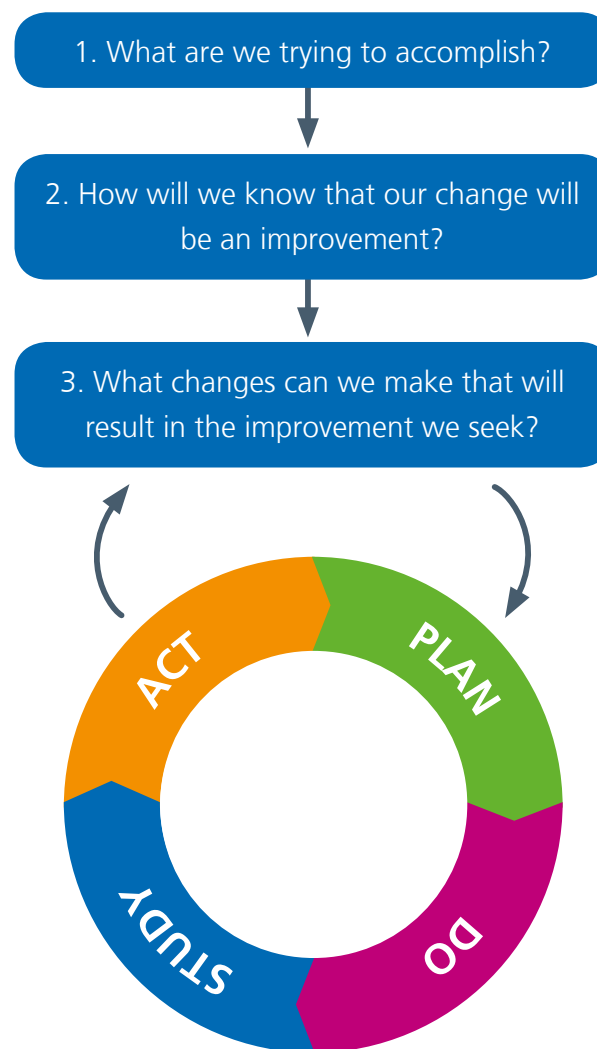 1. What are we trying to accomplish?
2. How will we know that our change will
be an improvement?
3. What changes can we make that will
result in the improvement we seek?
ACT
PLAN
STUDY
DO